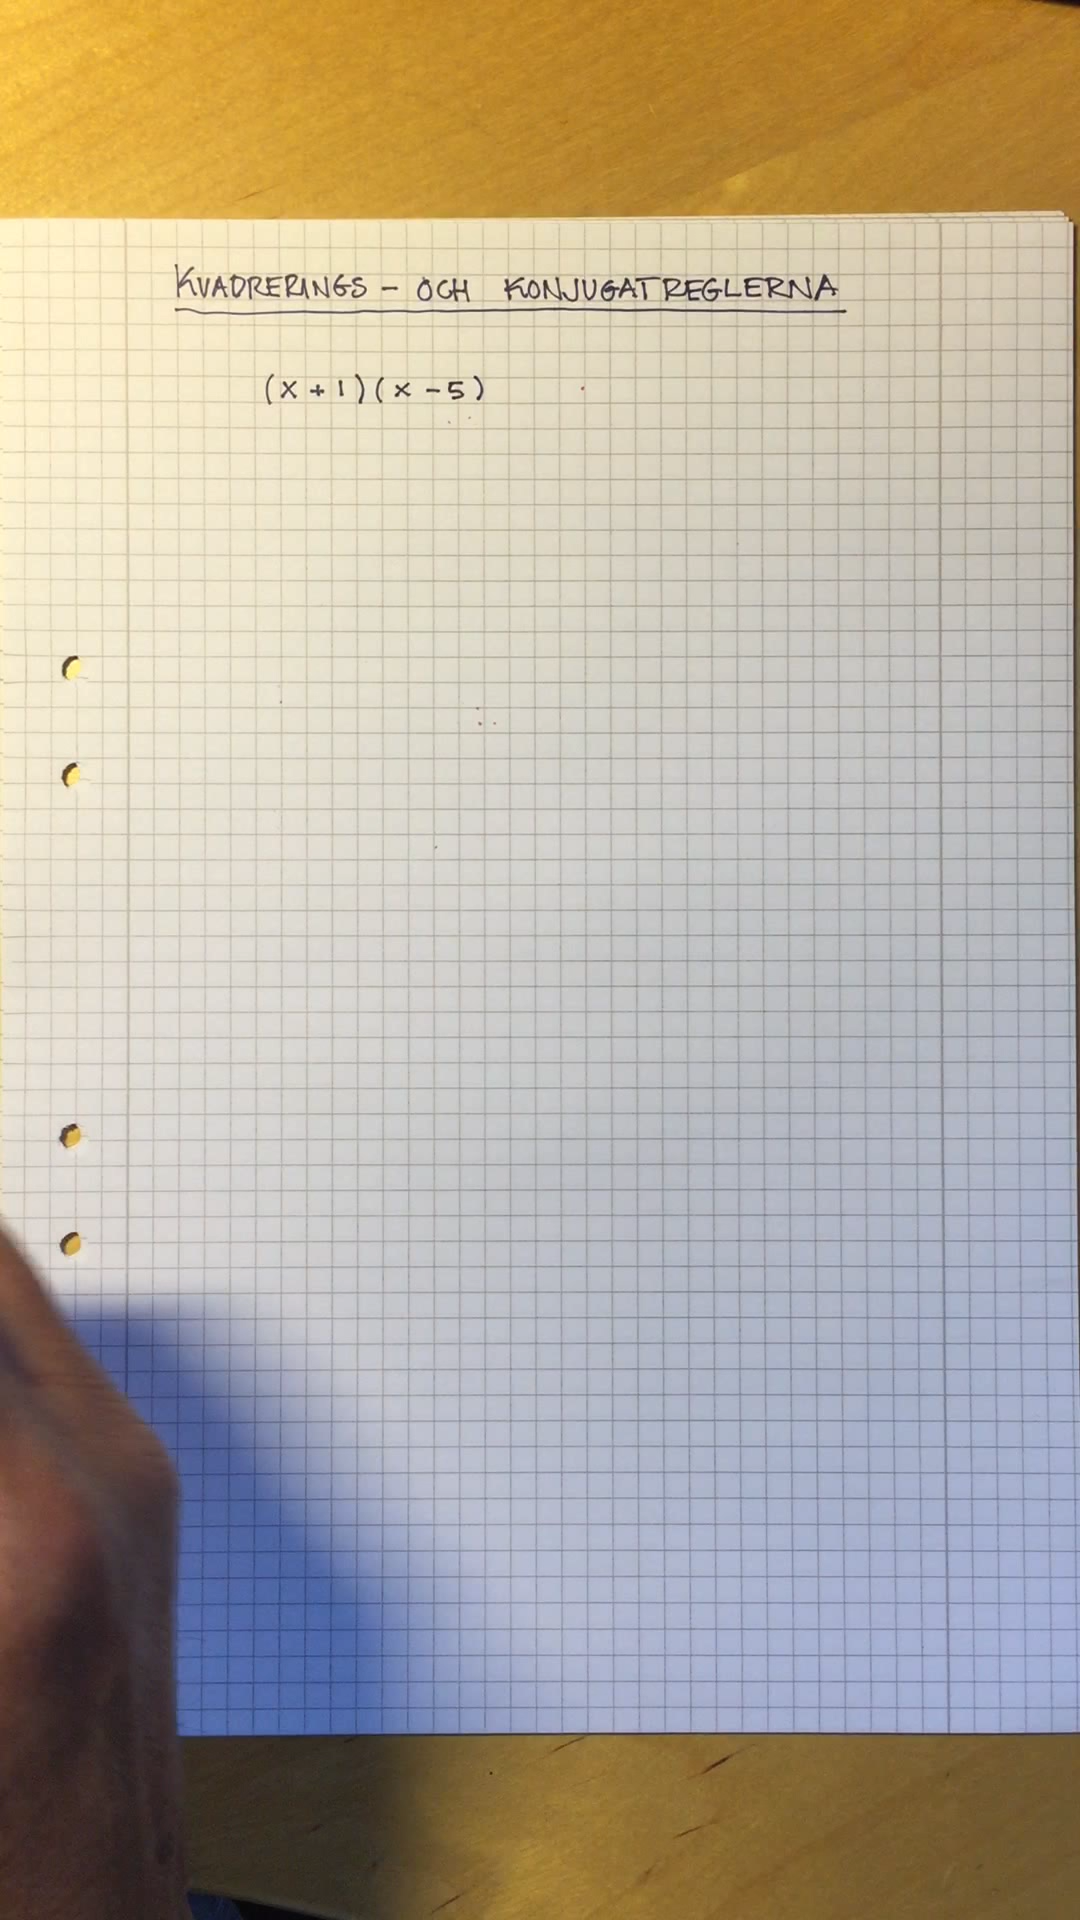 KVADRERINGS - OCH KONJUGATREGLERNA
(x + 1)(x - 5)